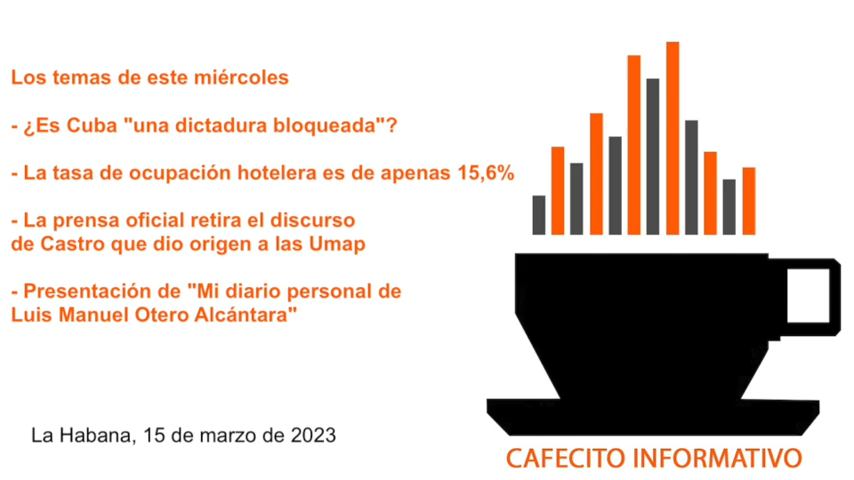 Los temas de este miércoles
- ¿Es Cuba "una dictadura bloqueada"?
- La tasa de ocupación hotelera es de apenas 15,6%
- La prensa oficial retira el discurso
de Castro que dio origen a las Umap
- Presentación de "Mi diario personal de
Luis Manuel Otero Alcántara"
La Habana, 15 de marzo de 2023
CAFECITO INFORMATIVO